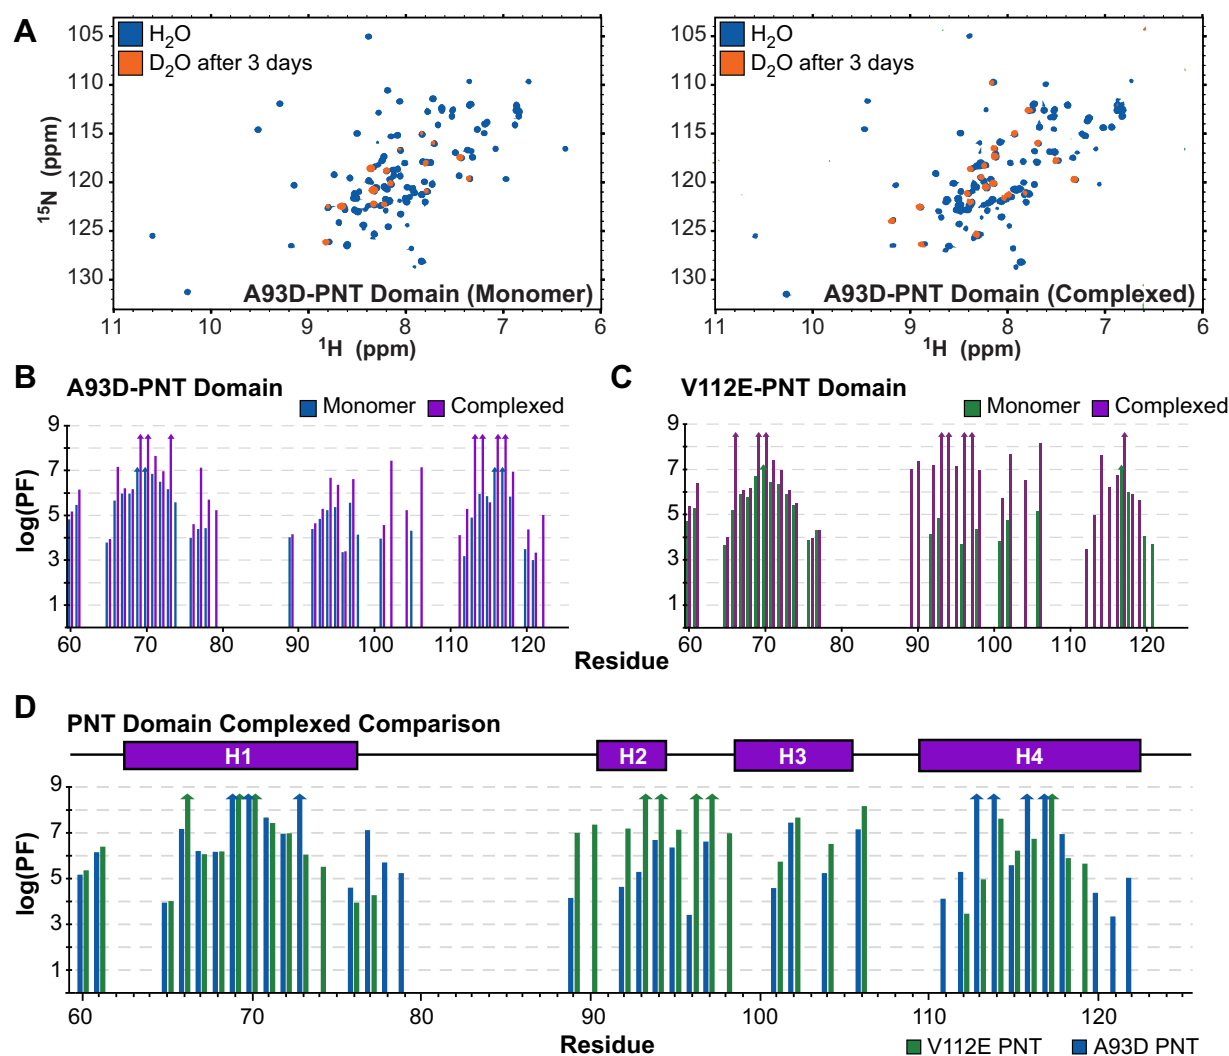 A
H2O
D2O after 3 days
105
110
115
120
125
130
15N (ppm)
A93D-PNT Domain (Monomer)
11 10 9 8 7 6
1H (ppm)
H2O
D2O after 3 days
105
110
115
120
125
130
A93D-PNT Domain (Complexed)
11 10 9 8 7 6
1H (ppm)
B A93D-PNT Domain
Monomer Complexed
9
7
5
3
1
log(PF)
60 70 80 90 100 110 120
C V112E-PNT Domain
Monomer Complexed
9
7
5
3
1
60 70 80 90 100 110 120
Residue
D
PNT Domain Complexed Comparison
H1 H2 H3 H4
9
7
5
3
1
log(PF)
60 70 80 90 100 110 120
Residue
V112E PNT A93D PNT